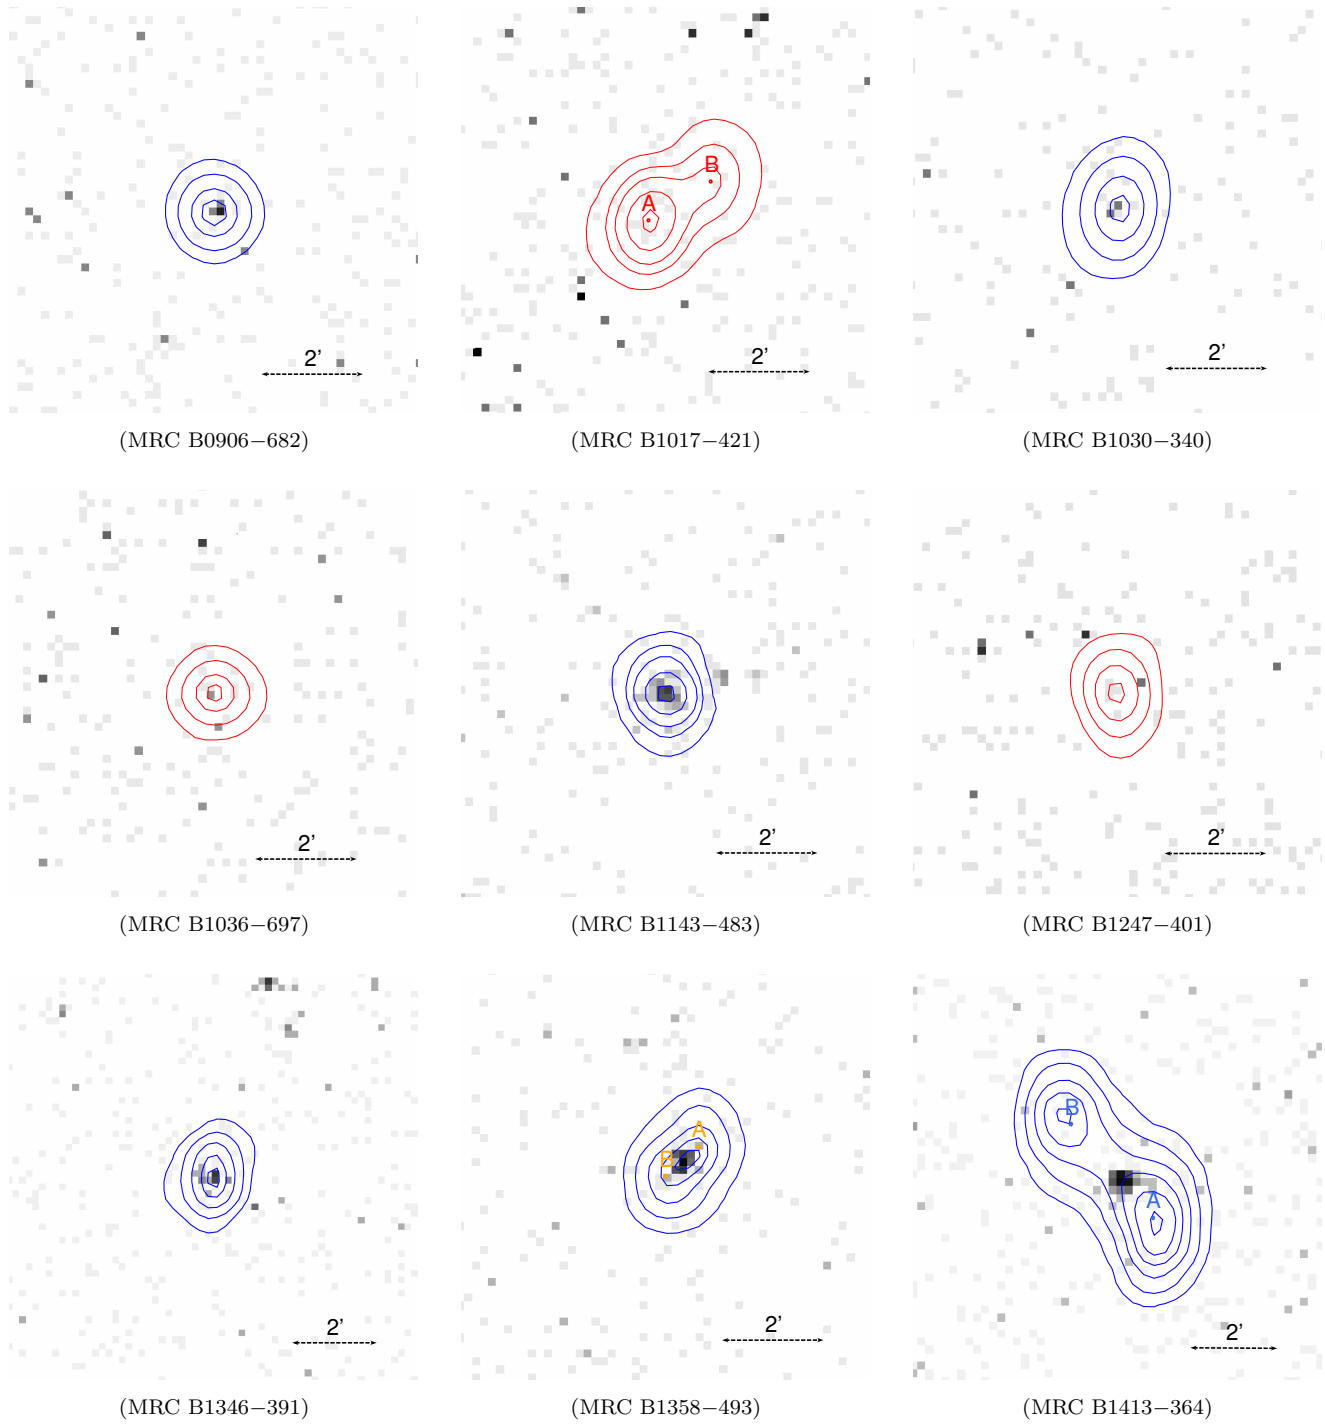 2'
B
A
2'
2'
(MRC B0906−682)
(MRC B1017−421)
(MRC B1030−340)
2'
2'
2'
(MRC B1036−697)
(MRC B1143−483)
(MRC B1247−401)
B
A
A
B
2'
2'
2'
(MRC B1346−391)
(MRC B1358−493)
(MRC B1413−364)